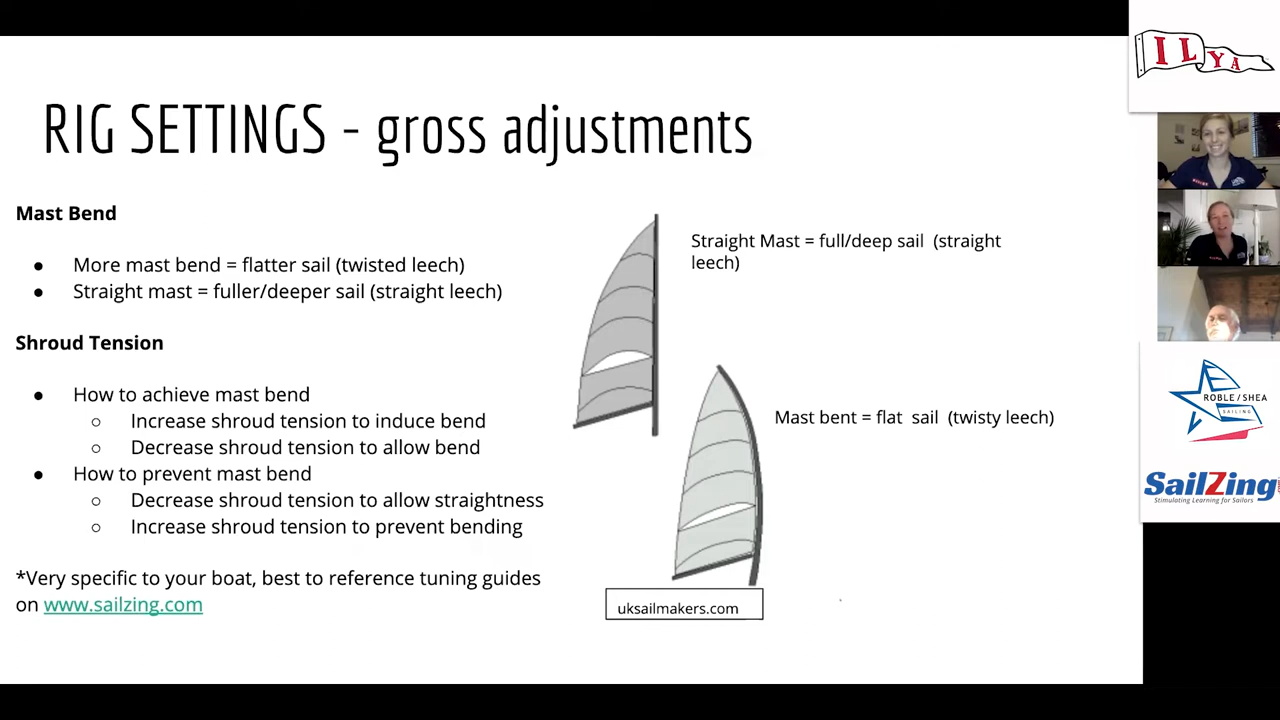 RIG SETTINGS - gross adjustments
Mast Bend
● More mast bend = flatter sail (twisted leech)
● Straight mast = fuller/deeper sail (straight leech)
Shroud Tension
● How to achieve mast bend
○ Increase shroud tension to induce bend
○ Decrease shroud tension to allow bend
● How to prevent mast bend
○ Decrease shroud tension to allow straightness
○ Increase shroud tension to prevent bending
*Very specific to your boat, best to reference tuning guides
on www.sailzing.com
Straight Mast = full/deep sail (straight
leech)
Mast bent = flat sail (twisty leech)
uksailmakers.com
ILYA
ROBLE/SHEA
SAILING
SailZing
Stimulating Learning for Sailors